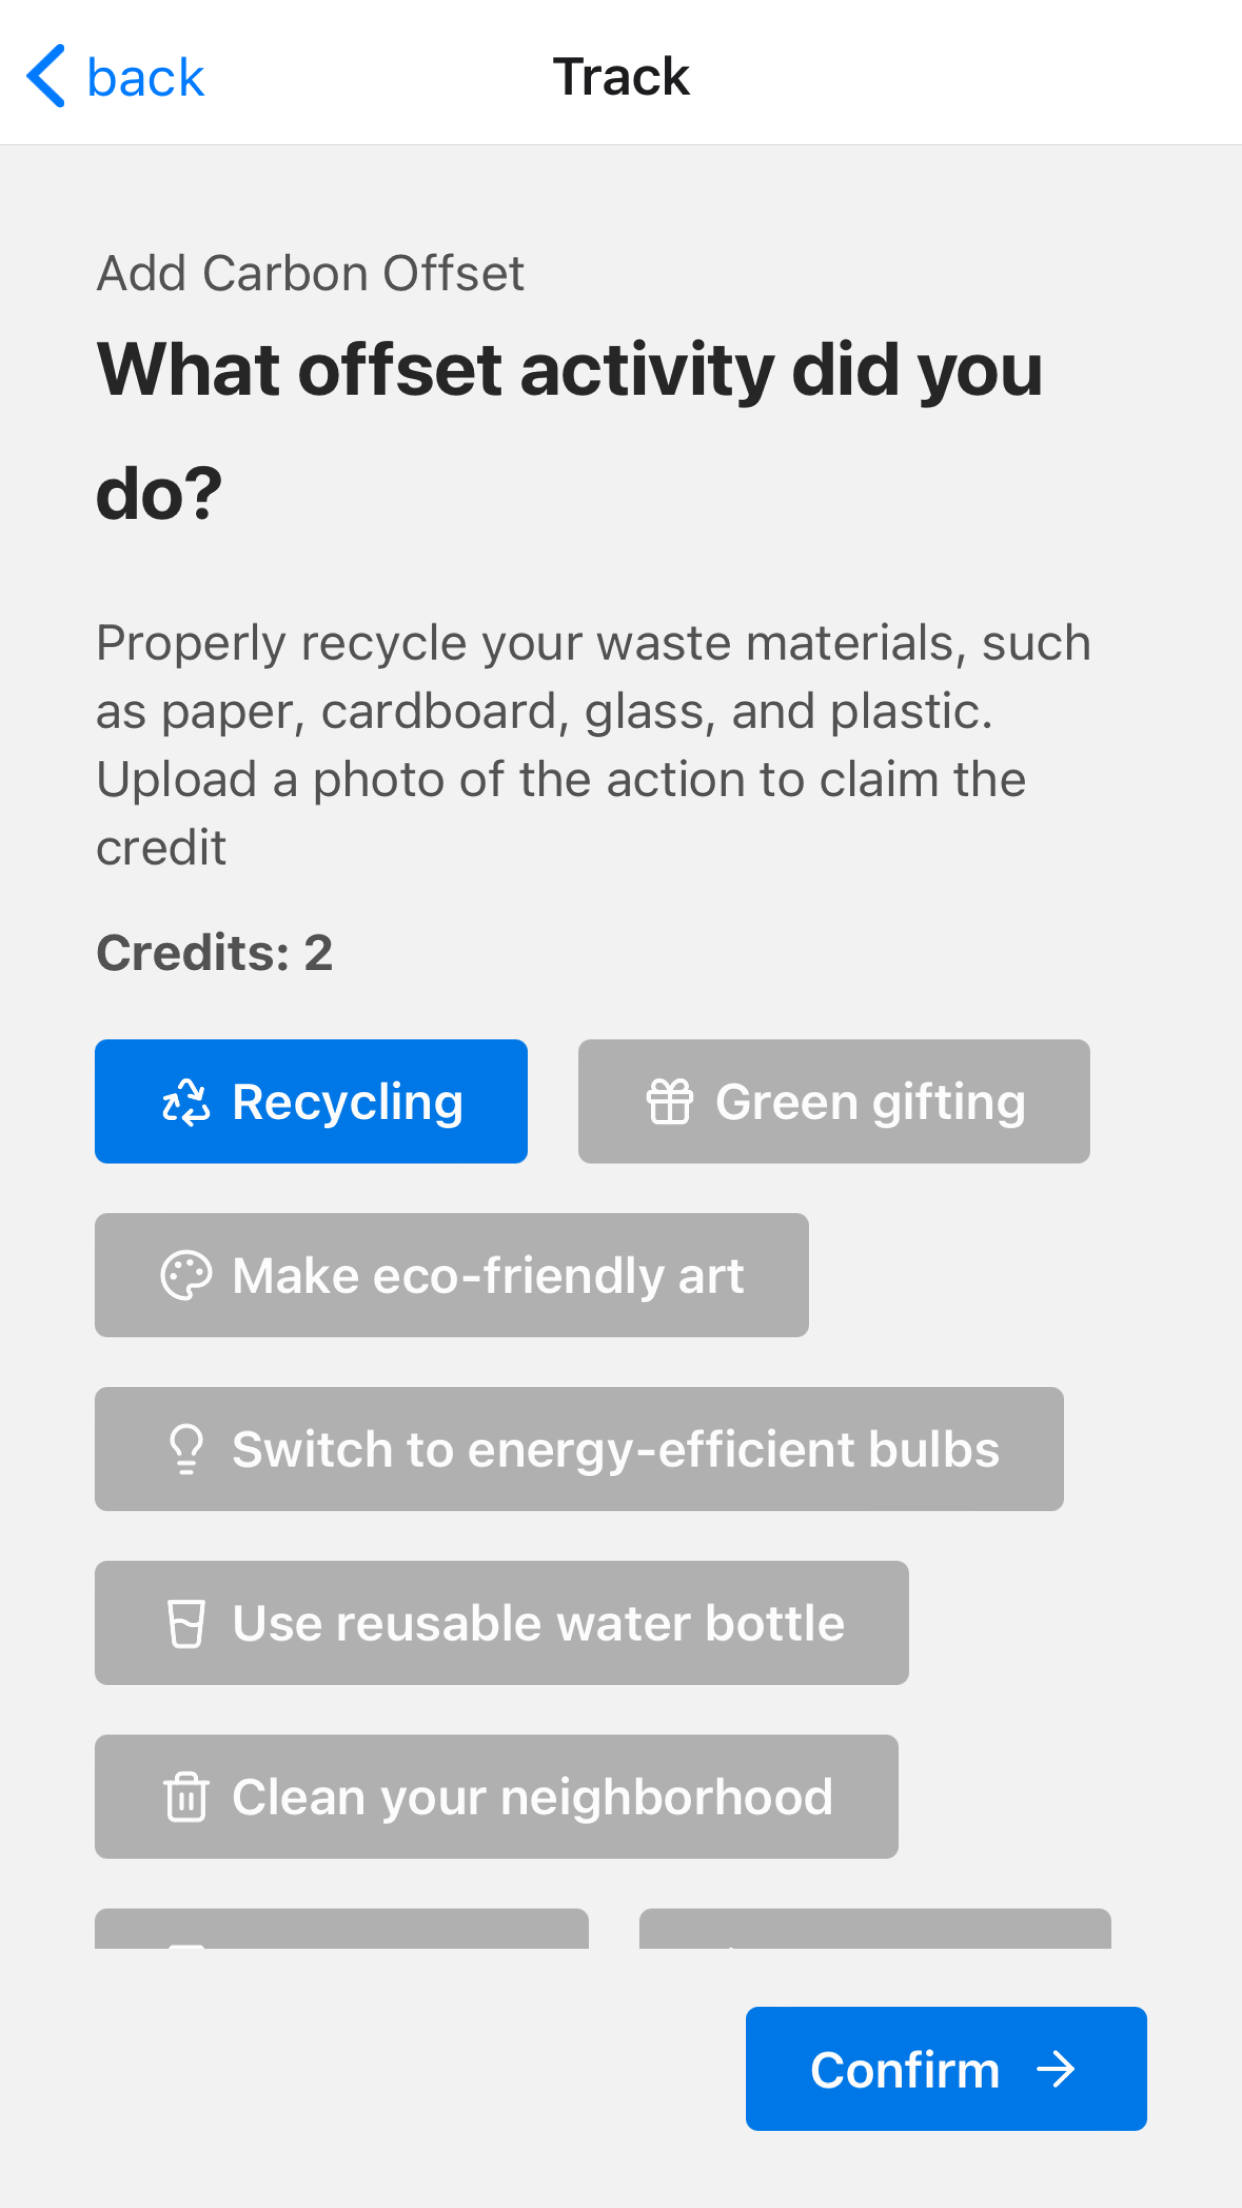 back
Track
Add Carbon Offset
What offset activity did you
do?
Properly recycle your waste materials, such
as paper, cardboard, glass, and plastic.
Upload a photo of the action to claim the
credit
Credits: 2
Recycling
Green gifting
Make eco-friendly art
Switch to energy-efficient bulbs
Use reusable water bottle
Clean your neighborhood
Confirm